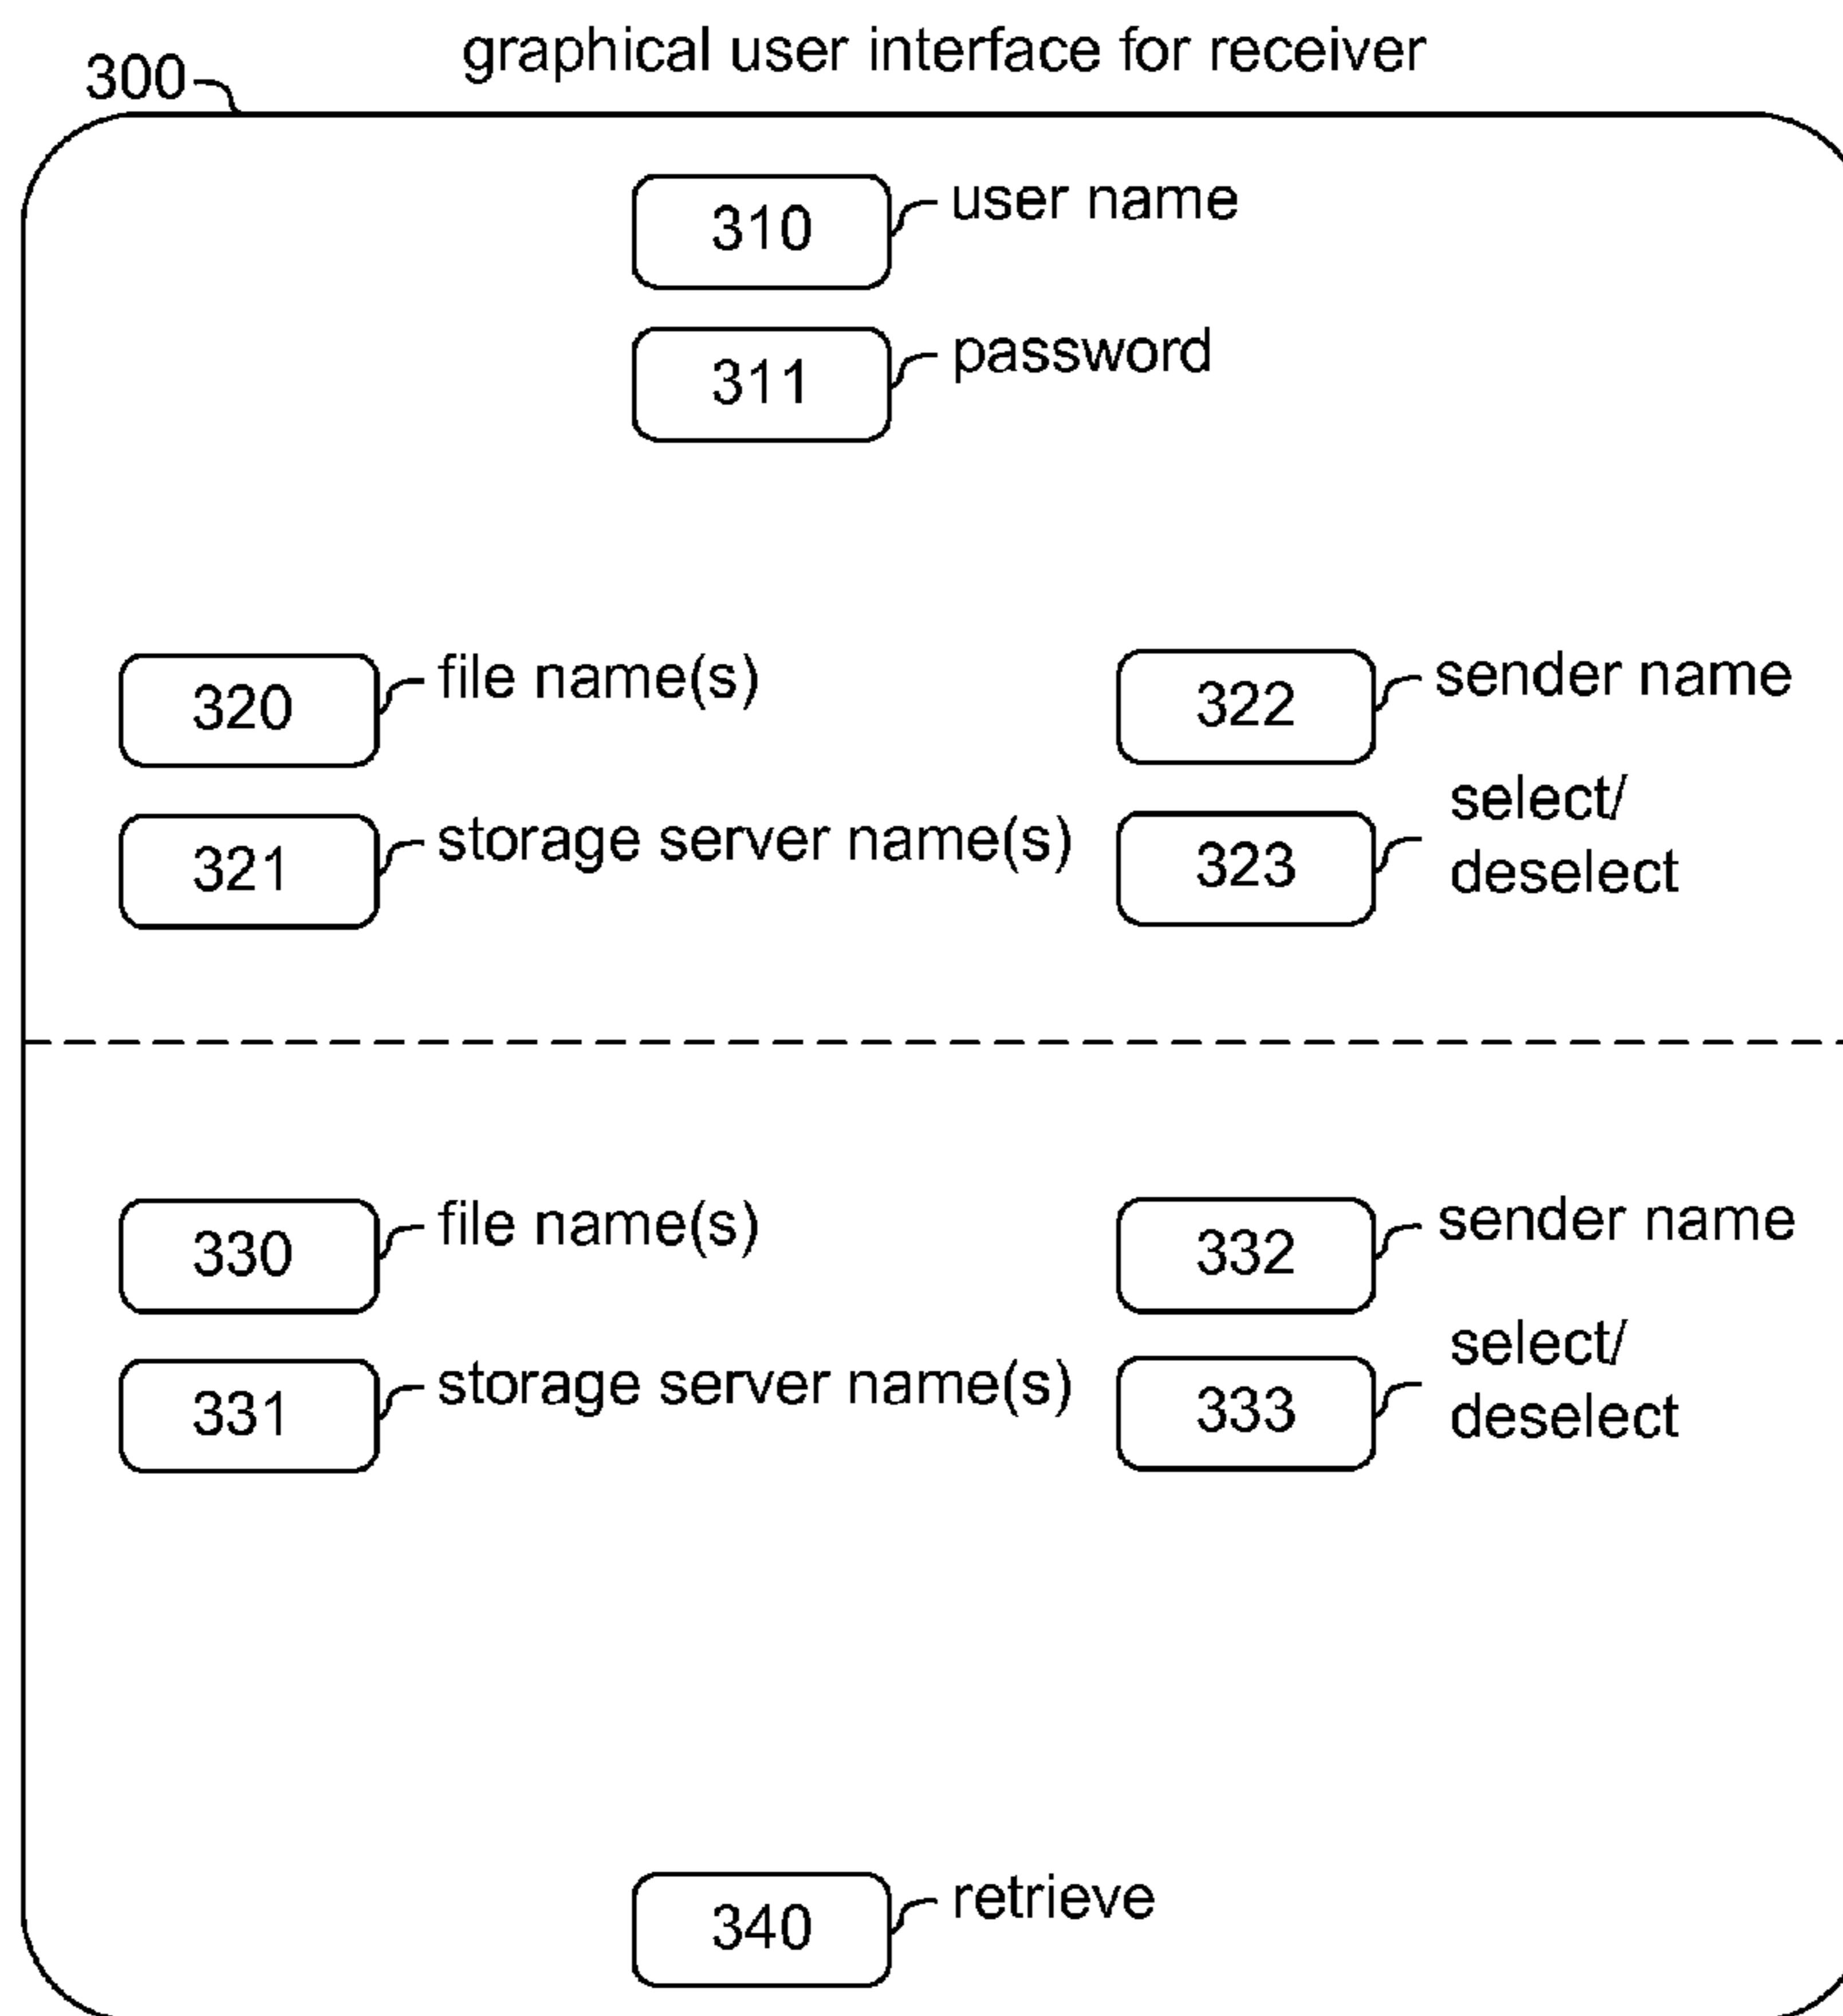 graphical user interface for receiver
300
310 user name
311 password
320 file name(s) 322 sender name
321 storage server name(s) 323 select/
deselect
330 file name(s) 332 sender name
331 storage server name(s) 333 select/
deselect
340 retrieve